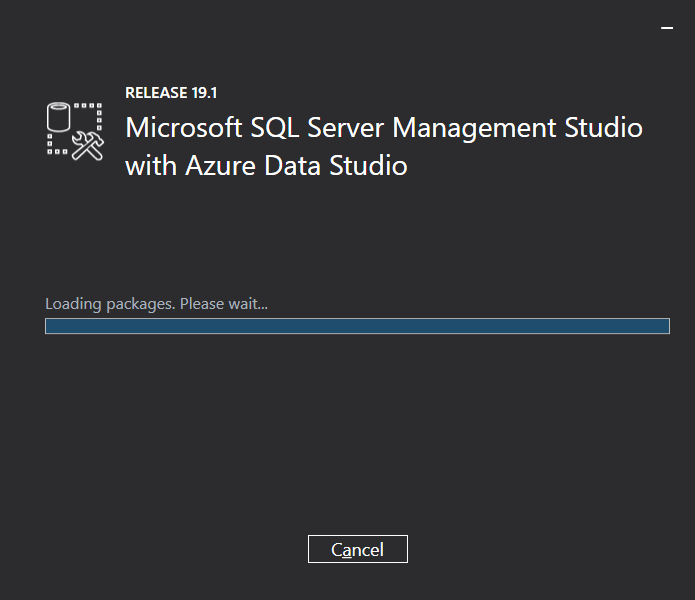 RELEASE 19.1
Microsoft SQL Server Management Studio
with Azure Data Studio
Loading packages. Please wait...
Cancel